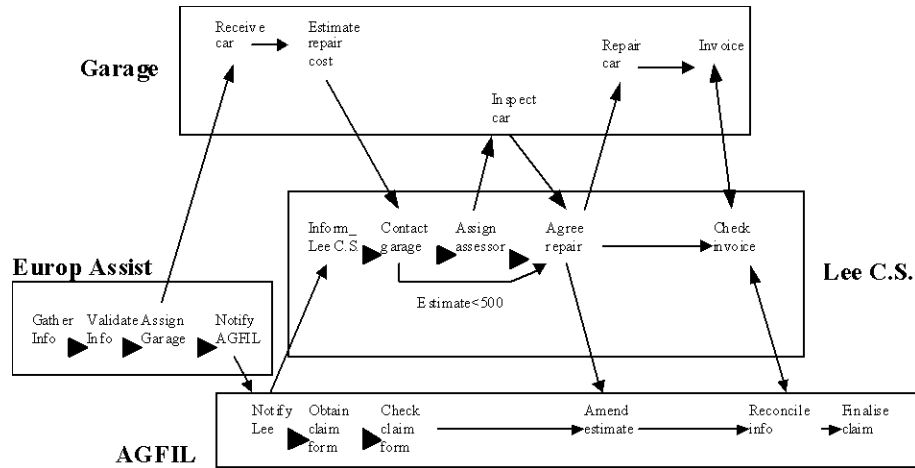 Receive
car
Estimate
repair
cost
Repair
car
Invoice
Garage
Inspect
car
Inform_
Lee C.S.
Contact
garage
Assign
assessor
Agree
repair
Check
invoice
Estimate<500
Lee C.S.
Europ Assist
Gather
Info
Validate
Info
Assign
Garage
Notify
AGFIL
Notify
Lee
Obtain
claim
form
Check
claim
form
Amend
estimate
Reconcile
info
Finalise
claim
AGFIL